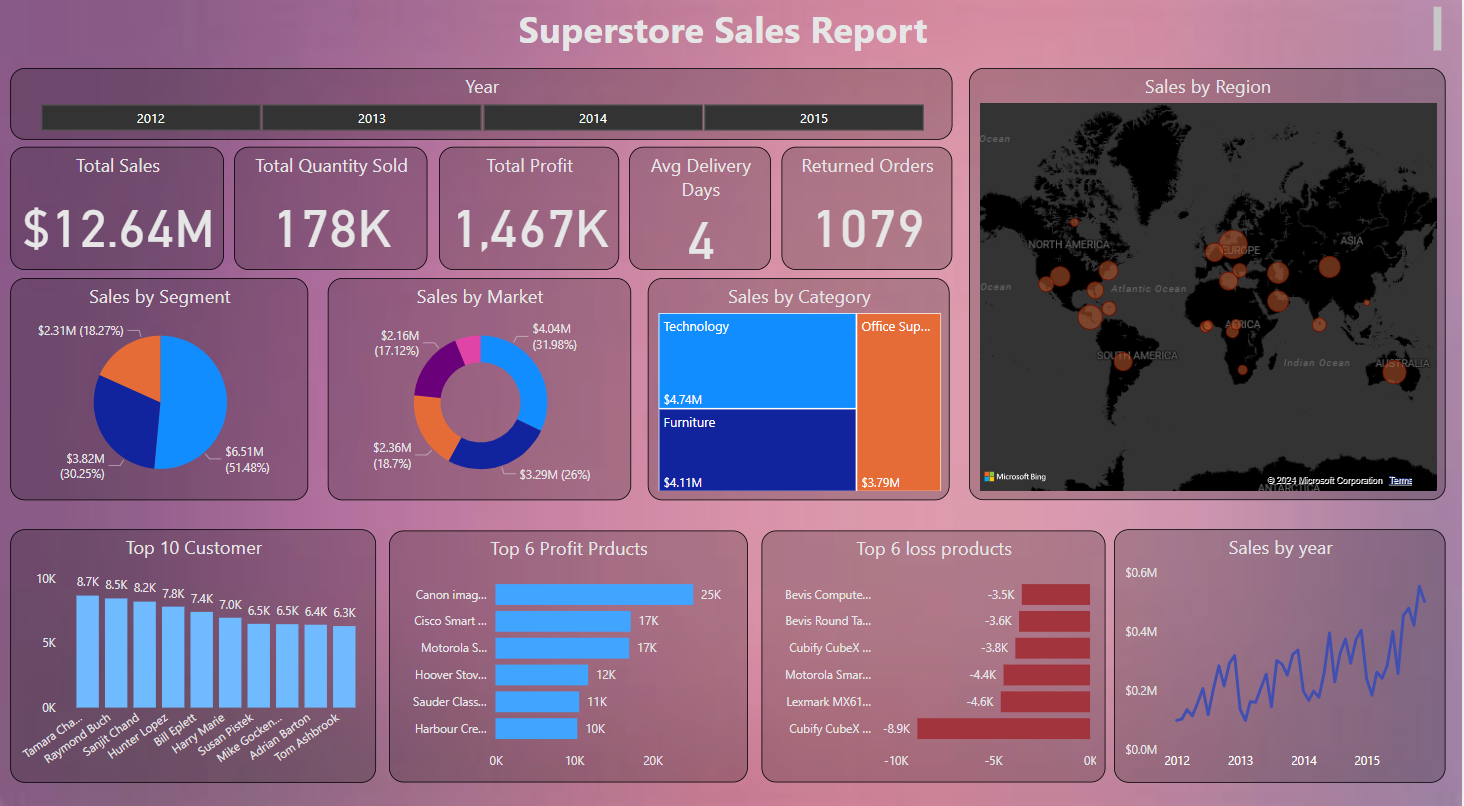 Superstore Sales Report
Year
2012
2013
2014
2015
Total Sales
$12.64M
Total Quantity Sold
178K
Total Profit
1,467K
Avg Delivery
Days
4
Returned Orders
1079
Sales by Region
Ocean
NORTH AMERICA
EUROPE
ASIA
Ocean
Atlantic Ocean
AFRICA
SOUTH AMERICA
Indian Ocean
AUSTRALIA
Microsoft Bing
© 2024 Microsoft Corporation
Terms
ANTARCTICA
Sales by Segment
$2.31M (18.27%)
$3.82M
(30.25%)
$6.51M
(51.48%)
Sales by Market
$2.16M
(17.12%)
$4.04M
(31.98%)
$2.36M
(18.7%)
$3.29M (26%)
Sales by Category
Technology
$4.74M
Furniture
$4.11M
Office Sup...
$3.79M
Top 10 Customer
10K
5K
0K
8.7K
8.5K
8.2K
7.8K
7.4K
7.0K
6.5K
6.5K
6.4K
6.3K
Tamara Cha...
Raymond Buch
Sanjit Chand
Hunter Lopez
Bill Eplett
Harry Marie
Susan Pistek
Mike Gocken...
Adrian Barton
Tom Ashbrook
Top 6 Profit Prducts
Canon imag...
25K
Cisco Smart ...
17K
Motorola S...
17K
Hoover Stov...
12K
Sauder Class...
11K
Harbour Cre...
10K
0K
10K
20K
Top 6 loss products
Bevis Compute...
-3.5K
Bevis Round Ta...
-3.6K
Cubify CubeX ...
-3.8K
Motorola Smar...
-4.4K
Lexmark MX61...
-4.6K
Cubify CubeX ...
-8.9K
-10K
-5K
0K
Sales by year
$0.6M
$0.4M
$0.2M
$0.0M
2012
2013
2014
2015